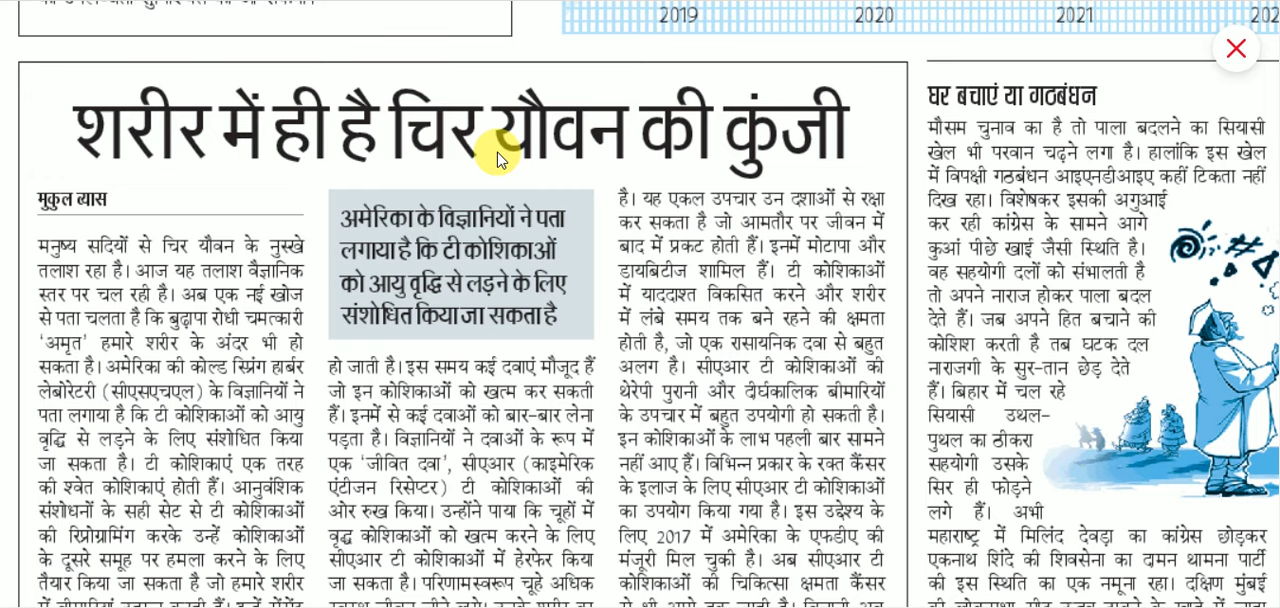 2019
2020
2021
202
शरीर में ही है चिर यौवन की कुंजी
मुकुल व्यास
मनुष्य सदियों से चिर यौवन के नुस्खे
तलाश रहा है। आज यह तलाश वैज्ञानिक
स्तर पर चल रही है। अब एक नई खोज
से पता चलता है कि बुढ़ापा रोधी चमत्कारी
‘अमृत’ हमारे शरीर के अंदर भी हो
सकता है। अमेरिका की कोल्ड स्प्रिंग हार्बर
लेबोरेटरी (सीएसएचएल) के विज्ञानियों ने
पता लगाया है कि टी कोशिकाओं को आयु
वृद्धि से लड़ने के लिए संशोधित किया
जा सकता है। टी कोशिकाएं एक तरह
की श्वेत कोशिकाएं होती हैं। आनुवंशिक
संशोधनों के सही सेट से टी कोशिकाओं
की रिप्रोग्रामिंग करके उन्हें कोशिकाओं
के दूसरे समूह पर हमला करने के लिए
तैयार किया जा सकता है जो हमारे शरीर
अमेरिका के विज्ञानियों ने पता
लगाया है कि टी कोशिकाओं
को आयु वृद्धि से लड़ने के लिए
संशोधित किया जा सकता है
हो जाती है। इस समय कई दवाएं मौजूद हैं
जो इन कोशिकाओं को खत्म कर सकती
हैं। इनमें से कई दवाओं को बार-बार लेना
पड़ता है। विज्ञानियों ने दवाओं के रूप में
एक ‘जीवित दवा’, सीएआर (काइमेरिक
एंटीजन रिसेप्टर) टी कोशिकाओं की
ओर रुख किया। उन्होंने पाया कि चूहों में
वृद्ध कोशिकाओं को खत्म करने के लिए
सीएआर टी कोशिकाओं में हेरफेर किया
जा सकता है। परिणामस्वरूप चूहे अधिक
है। यह एकल उपचार उन दशाओं से रक्षा
कर सकता है जो आमतौर पर जीवन में
बाद में प्रकट होती हैं। इनमें मोटापा और
डायबिटीज शामिल हैं। टी कोशिकाओं
में याददाश्त विकसित करने और शरीर
में लंबे समय तक बने रहने की क्षमता
होती है, जो एक रासायनिक दवा से बहुत
अलग है। सीएआर टी कोशिकाओं की
थेरेपी पुरानी और दीर्घकालिक बीमारियों
के उपचार में बहुत उपयोगी हो सकती है।
इन कोशिकाओं के लाभ पहली बार सामने
नहीं आए हैं। विभिन्न प्रकार के रक्त कैंसर
के इलाज के लिए सीएआर टी कोशिकाओं
का उपयोग किया गया है। इस उद्देश्य के
लिए 2017 में अमेरिका के एफडीए की
मंजूरी मिल चुकी है। अब सीएआर टी
कोशिकाओं की चिकित्सा क्षमता कैंसर
घर बचाएं या गठबंधन
मौसम चुनाव का है तो पाला बदलने का सियासी
खेल भी परवान चढ़ने लगा है। हालांकि इस खेल
में विपक्षी गठबंधन आइएनडीआइए कहीं टिकता नहीं
दिख रहा। विशेषकर इसकी अगुआई
कर रही कांग्रेस के सामने आगे
कुआं पीछे खाई जैसी स्थिति है।
वह सहयोगी दलों को संभालती है
तो अपने नाराज होकर पाला बदल
देते हैं। जब अपने हित बचाने की
कोशिश करती है तब घटक दल
नाराजगी के सुर-तान छेड़ देते
हैं। बिहार में चल रहे
सियासी उथल-
पुथल का ठीकरा
सहयोगी उसके
सिर ही फोड़ने
लगे हैं। अभी
महाराष्ट्र में मिलिंद देवड़ा का कांग्रेस छोड़कर
एकनाथ शिंदे की शिवसेना का दामन थामना पार्टी
की इस स्थिति का एक नमूना रहा। दक्षिण मुंबई